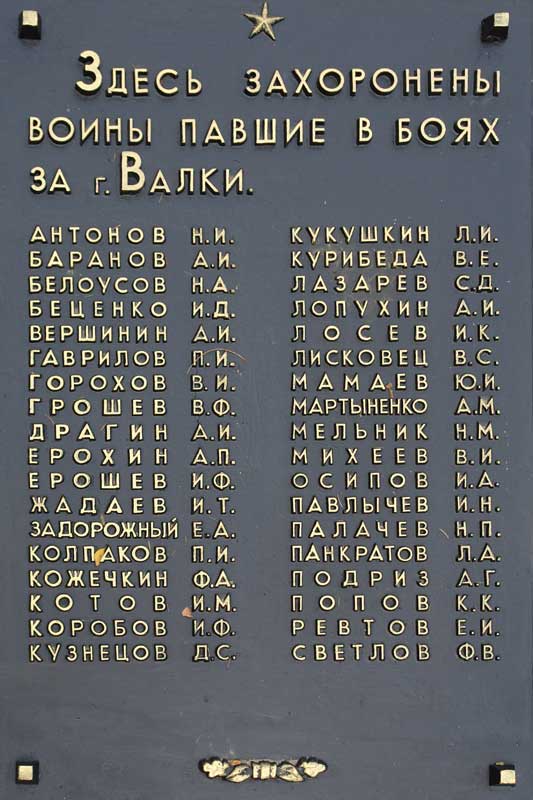 Здесь захоронены
воины павшие в боях
за г. Валки.
АНТОНОВ Н.И.
БАРАНОВ А.И.
БЕЛОУСОВ Н.А.
БЕЦЕНКО И.Д.
ВЕРШИНИН А.И.
ГАВРИЛОВ П.И.
ГОРОХОВ В.И.
ГРОШЕВ В.Ф.
ДРАГИН А.И.
ЕРОХИН А.П.
ЕРОШЕВ И.Ф.
ЖАДАЕВ И.Т.
ЗАДОРОЖНЫЙ Е.А.
КОЛПАКОВ П.И.
КОЖЕЧКИН Ф.А.
КОТОВ И.М.
КОРОБОВ И.Ф.
КУЗНЕЦОВ Д.С.
КУКУШКИН Л.И.
КУРИБЕДА В.Е.
ЛАЗАРЕВ С.Д.
ЛОПУХИН А.И.
ЛОСЕВ И.К.
ЛИСКОВЕЦ В.С.
МАМАЕВ Ю.И.
МАРТЫНЕНКО А.М.
МЕЛЬНИК Н.М.
МИХЕЕВ В.И.
ОСИПОВ И.А.
ПАВЛЫЧЕВ И.Н.
ПАЛАЧЕВ Н.П.
ПАНКРАТОВ Л.А.
ПОДРИЗ А.Г.
ПОПОВ К.К.
РЕВТОВ Е.И.
СВЕТЛОВ Ф.В.